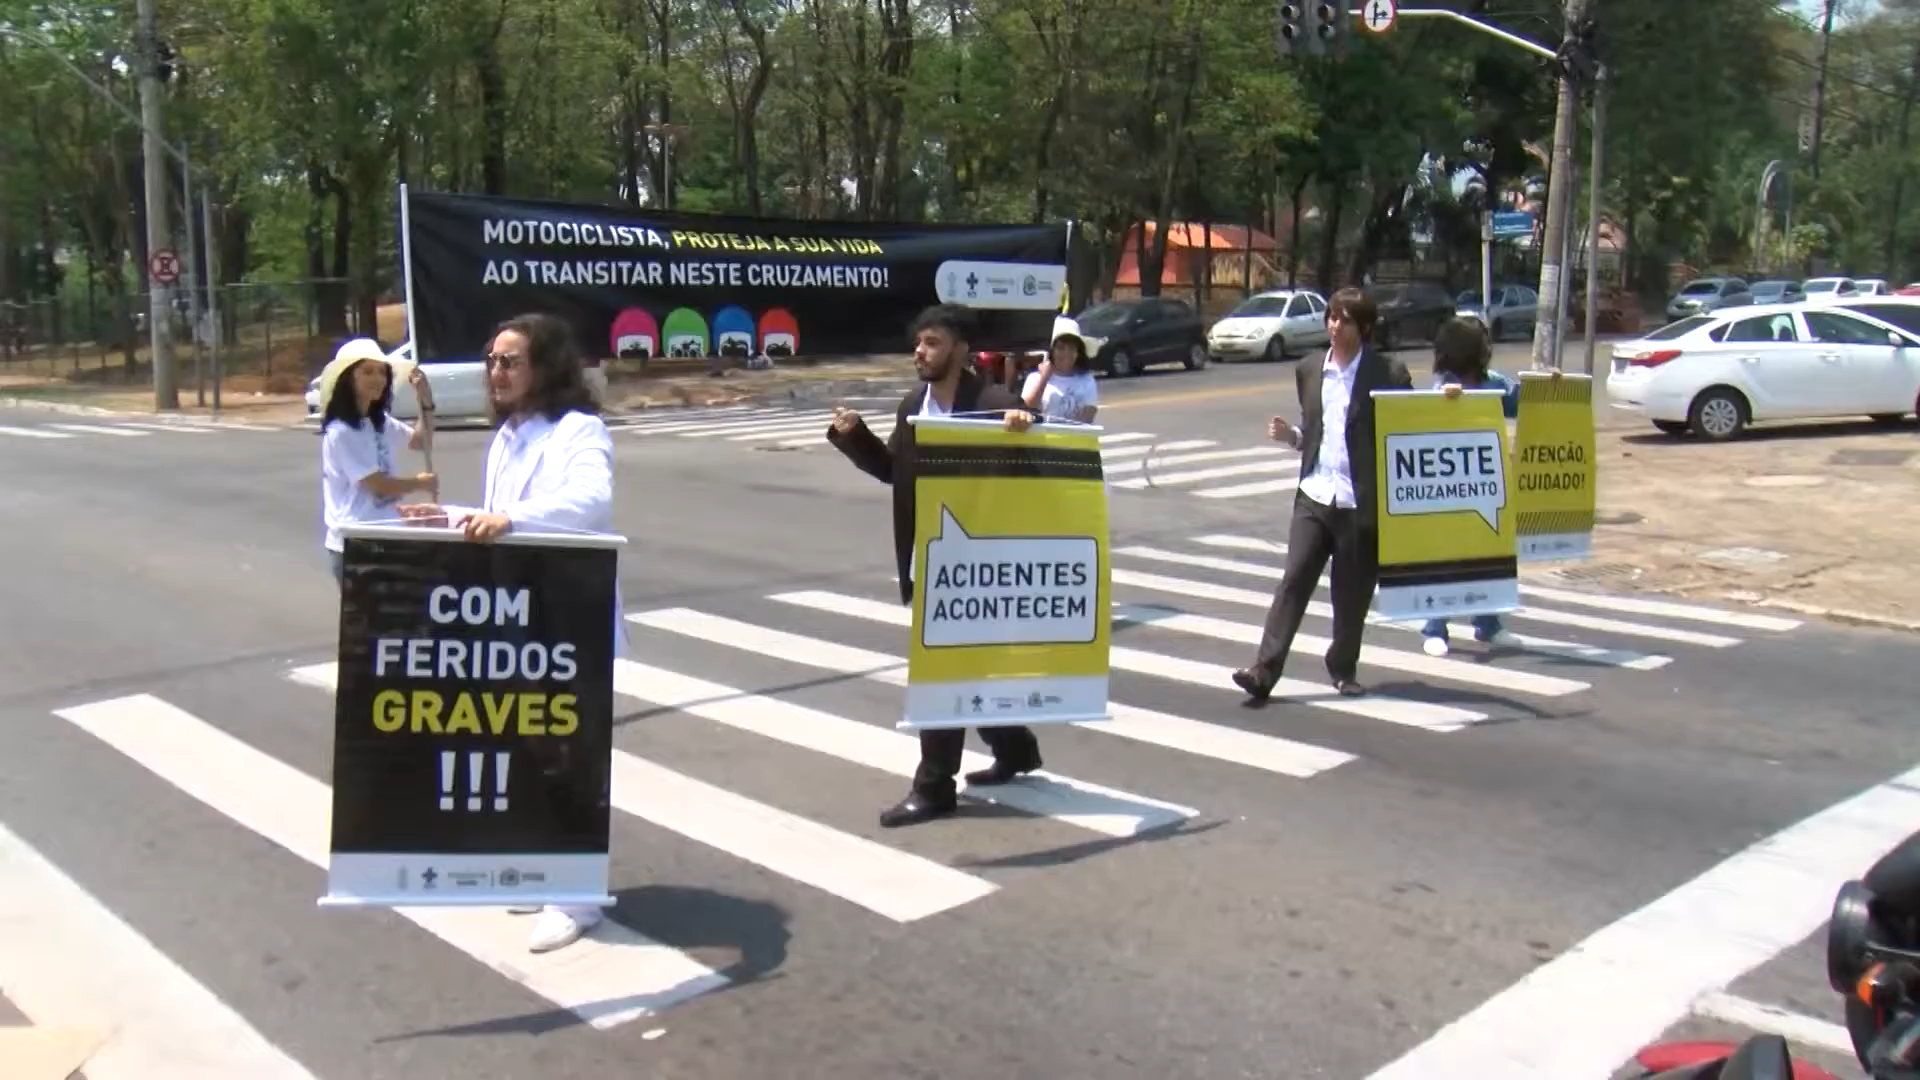 MOTOCICLISTA, PROTEJA A SUA VIDA
AO TRANSITAR NESTE CRUZAMENTO!
COM
FERIDOS
GRAVES
!!!
ACIDENTES
ACONTECEM
NESTE
CRUZAMENTO
ATENÇÃO,
CUIDADO!